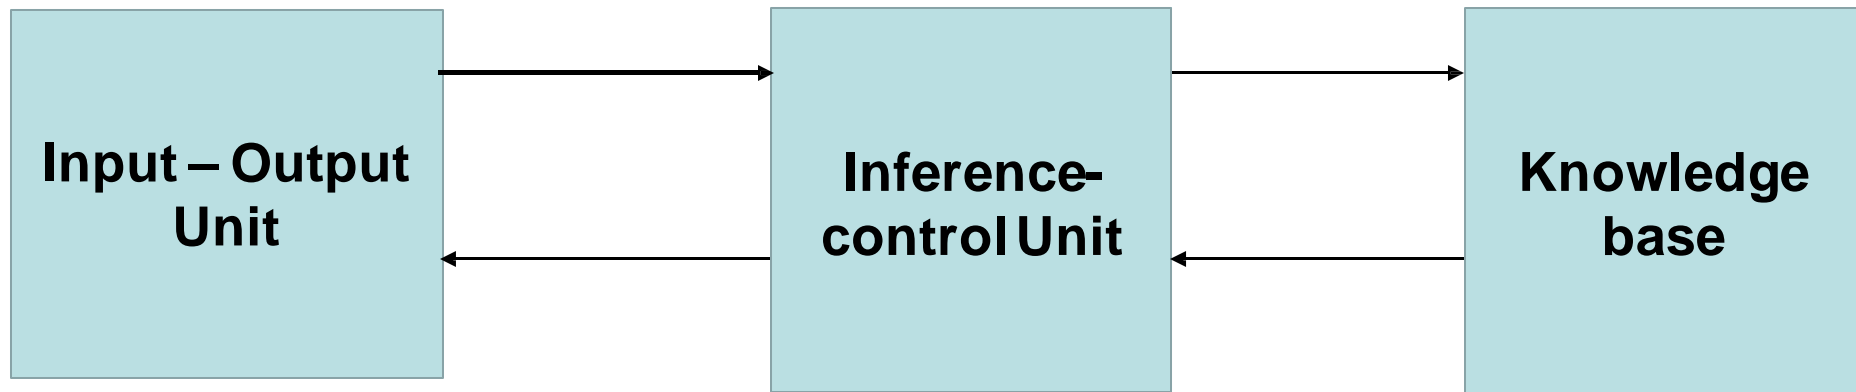 Input – Output
Unit
Inference-
control Unit
Knowledge
base